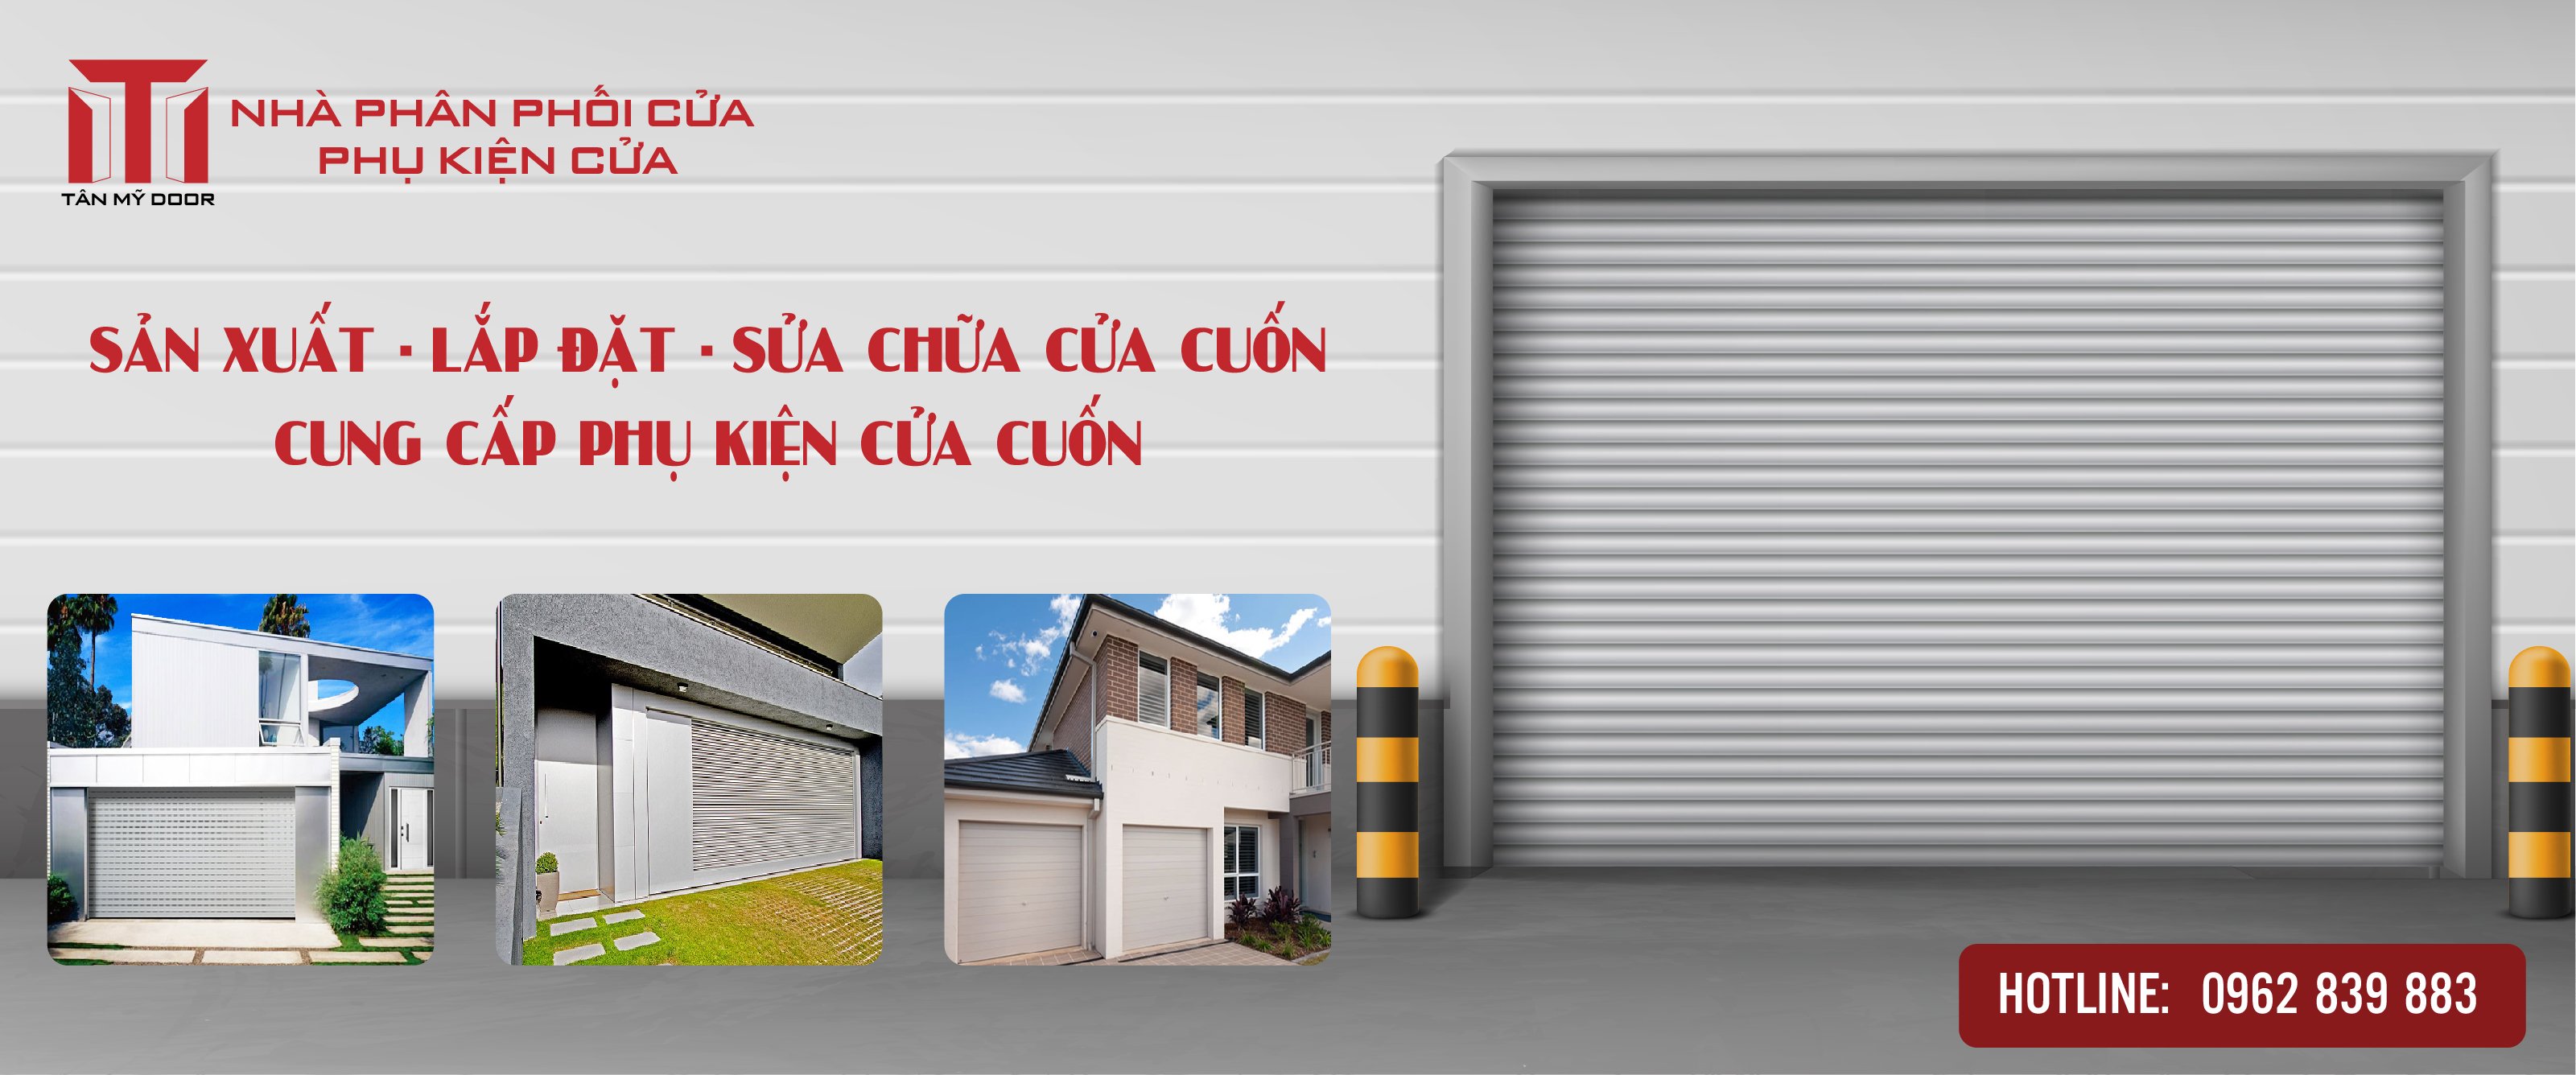 NHÀ PHÂN PHỐI CỬA
PHỤ KIỆN CỬA
TÂN MỸ DOOR
SẢN XUẤT · LẮP ĐẶT · SỬA CHỮA CỬA CUỐN
CUNG CẤP PHỤ KIỆN CỬA CUỐN
HOTLINE: 0962 839 883